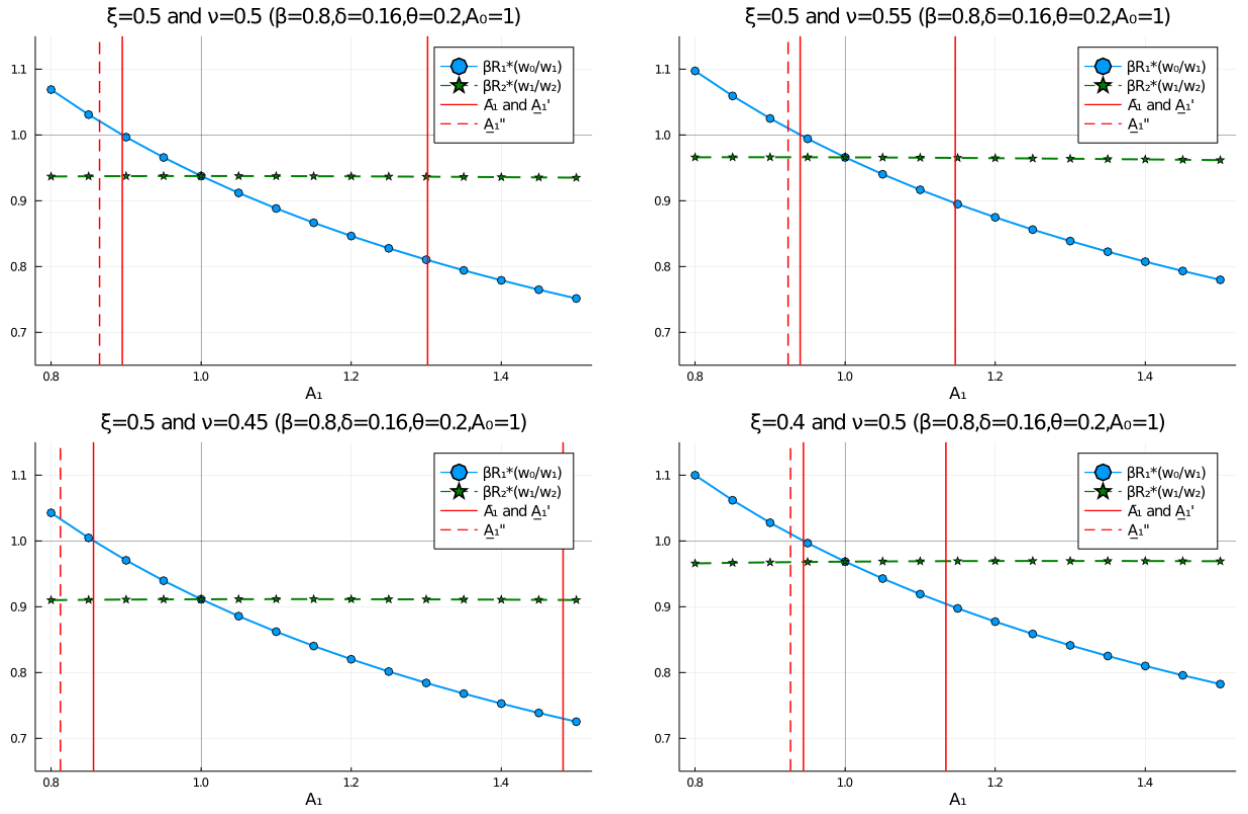 ξ=0.5 and ν=0.5 (β=0.8,δ=0.16,θ=0.2,A₀=1)
1.1
1.0
0.9
0.8
0.7
0.8
1.0
1.2
1.4
A₁
βR₁*(w₀/w₁)
βR₂*(w₁/w₂)
Ā₁ and A̲₁'
A̲₁''
ξ=0.5 and ν=0.55 (β=0.8,δ=0.16,θ=0.2,A₀=1)
1.1
1.0
0.9
0.8
0.7
0.8
1.0
1.2
1.4
A₁
βR₁*(w₀/w₁)
βR₂*(w₁/w₂)
Ā₁ and A̲₁'
A̲₁''
ξ=0.5 and ν=0.45 (β=0.8,δ=0.16,θ=0.2,A₀=1)
1.1
1.0
0.9
0.8
0.7
0.8
1.0
1.2
1.4
A₁
βR₁*(w₀/w₁)
βR₂*(w₁/w₂)
Ā₁ and A̲₁'
A̲₁''
ξ=0.4 and ν=0.5 (β=0.8,δ=0.16,θ=0.2,A₀=1)
1.1
1.0
0.9
0.8
0.7
0.8
1.0
1.2
1.4
A₁
βR₁*(w₀/w₁)
βR₂*(w₁/w₂)
Ā₁ and A̲₁'
A̲₁''